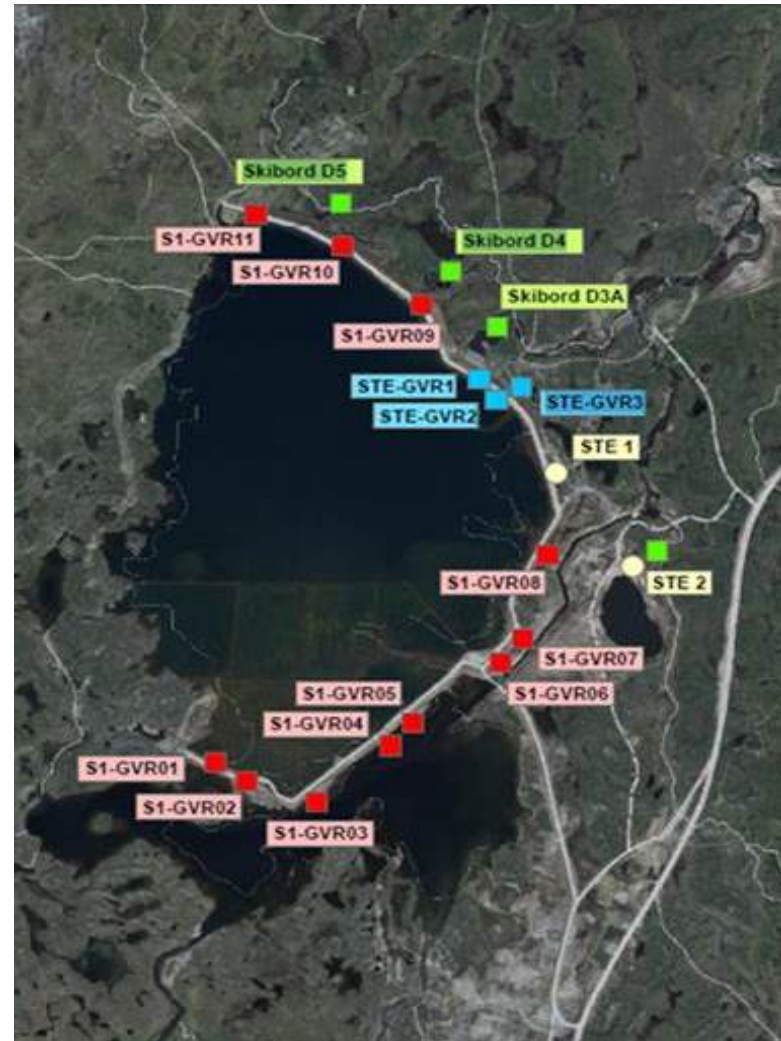 Skibord D5
S1-GVR11
Skibord D4
S1-GVR10
Skibord D3A
S1-GVR09
STE-GVR1
STE-GVR3
STE-GVR2
STE 1
S1-GVR08
STE 2
S1-GVR07
S1-GVR05
S1-GVR06
S1-GVR04
S1-GVR01
S1-GVR02
S1-GVR03